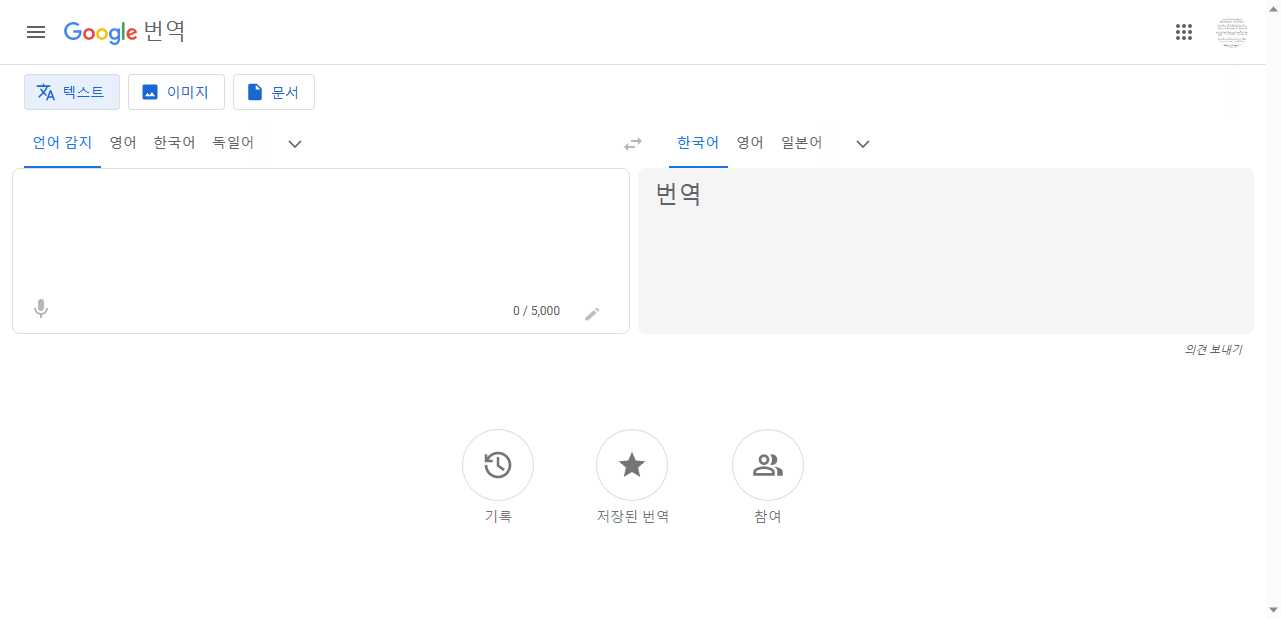 Google 번역
텍스트 이미지 문서
언어 감지 영어 한국어 독일어 한국어 영어 일본어
번역
0 / 5,000
의견 보내기
기록 저장된 번역 참여